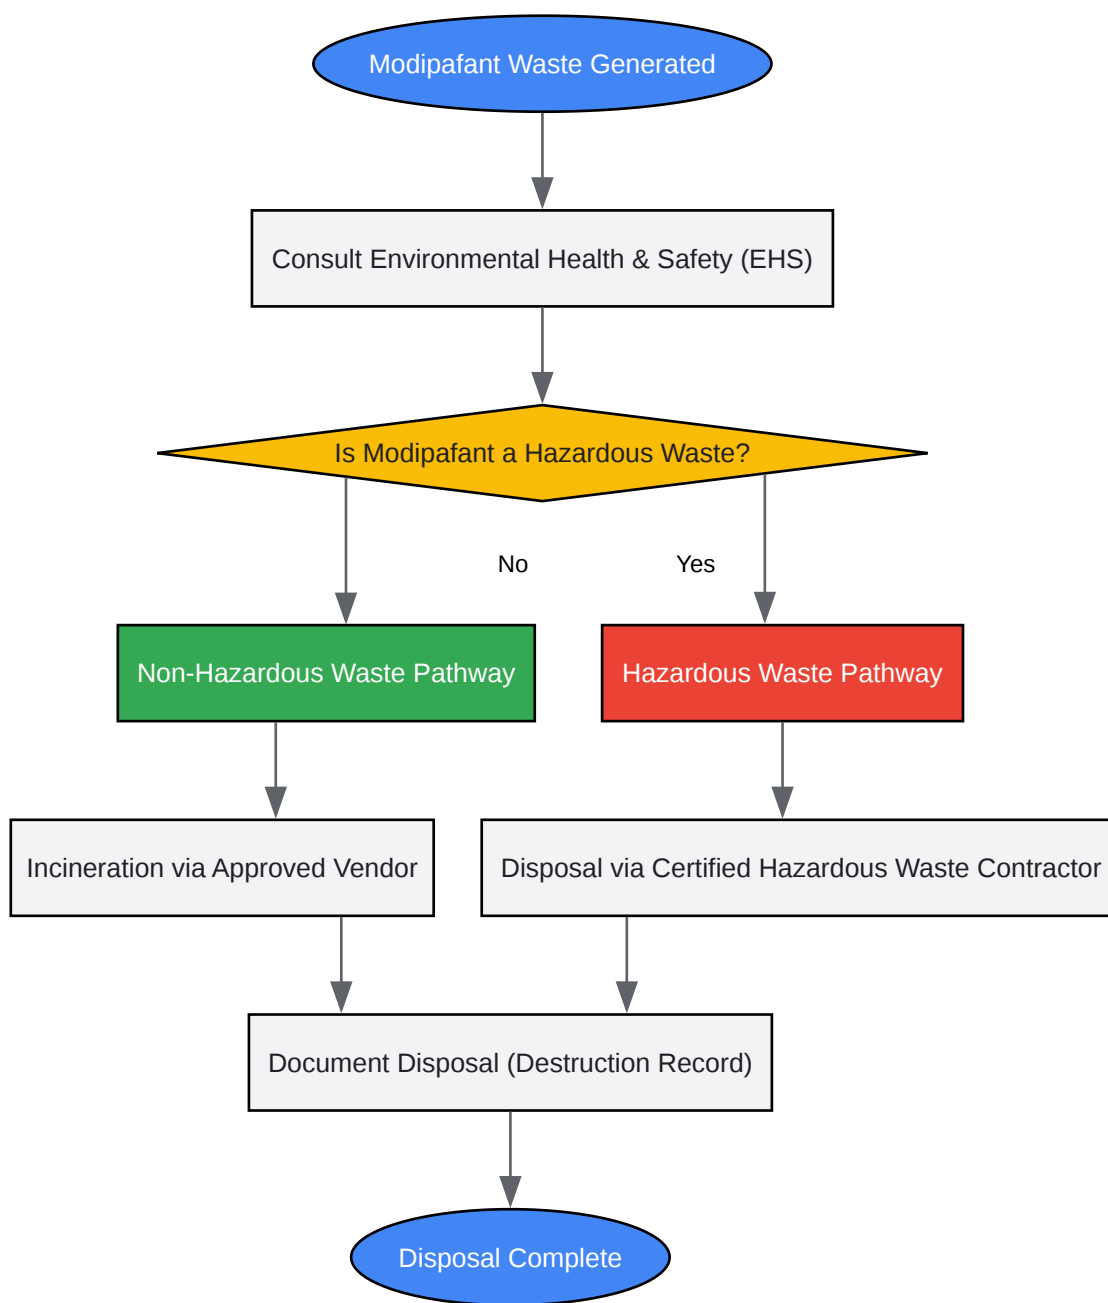 Modipafant Waste Generated
Consult Environmental Health & Safety (EHS)
Is Modipafant a Hazardous Waste?
No
Yes
Non-Hazardous Waste Pathway
Hazardous Waste Pathway
Incineration via Approved Vendor
Disposal via Certified Hazardous Waste Contractor
Document Disposal (Destruction Record)
Disposal Complete